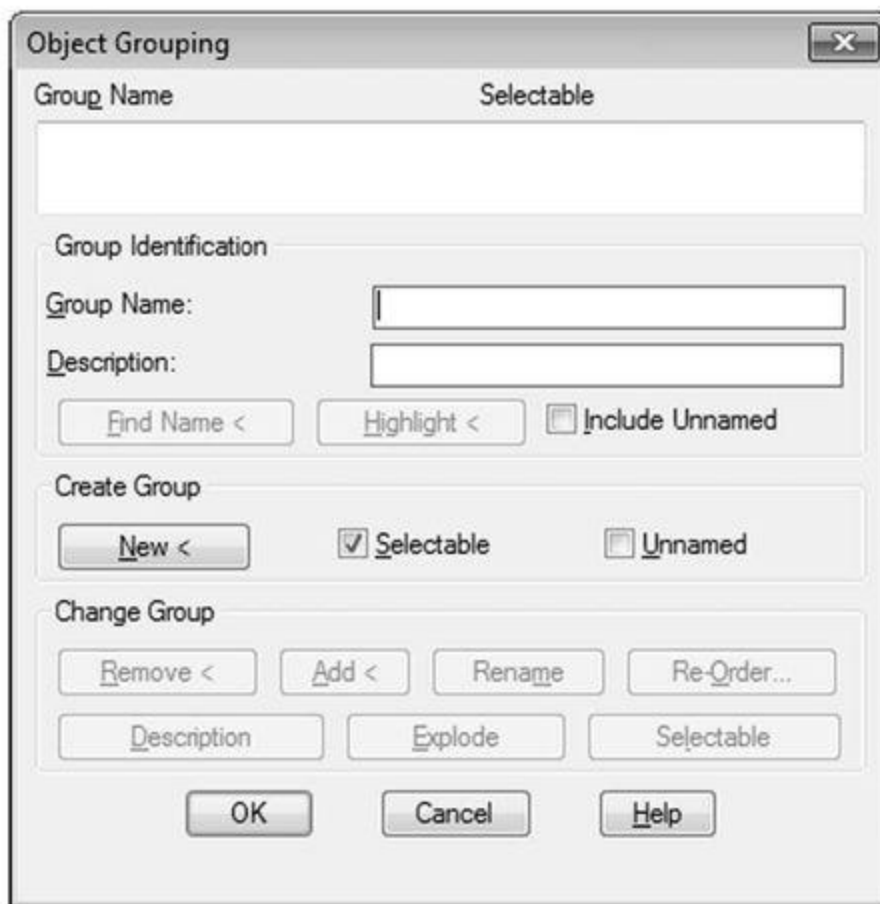 Object Grouping
Group Name Selectable
Group Identification
Group Name:
Description:
Find Name < Highlight < Include Unnamed
Create Group
New < Selectable Unnamed
Change Group
Remove < Add < Rename Re-Order...
Description Explode Selectable
OK Cancel Help